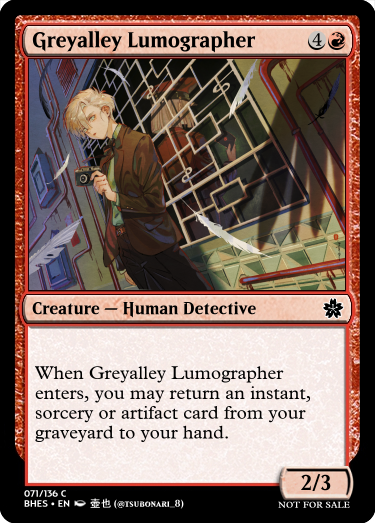 Greyalley Lumographer 4
Creature — Human Detective
When Greyalley Lumographer
enters, you may return an instant,
sorcery or artifact card from your
graveyard to your hand.
2/3
071/136 C
BHES • EN 壺也 (@TSUBONARI_8)
NOT FOR SALE